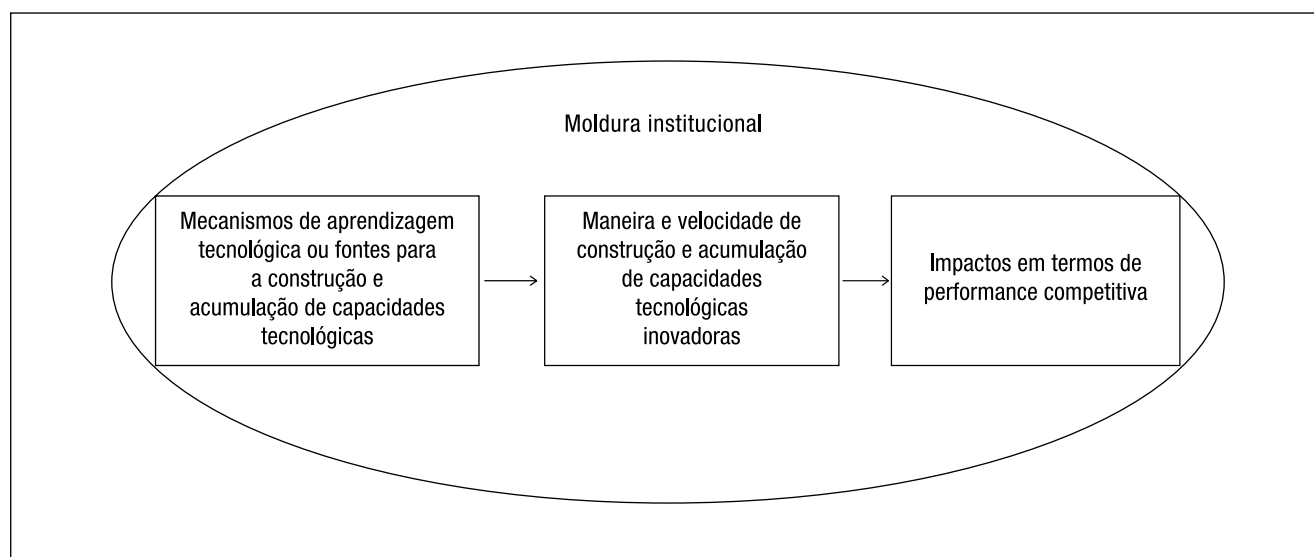 Moldura institucional
Mecanismos de aprendizagem
tecnológica ou fontes para
a construção e
acumulação de capacidades
tecnológicas
Maneira e velocidade de
construção e acumulação
de capacidades
tecnológicas
inovadoras
Impactos em termos de
performance competitiva